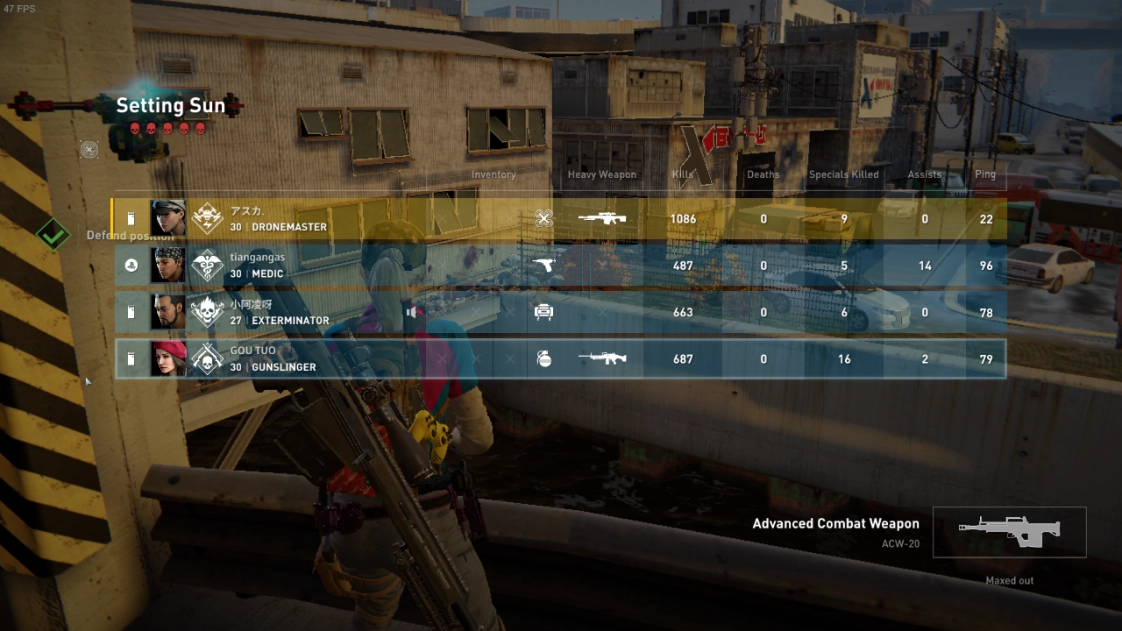 47 FPS
Setting Sun
Inventory Heavy Weapon Kills Deaths Specials Killed Assists Ping
Defend position
アスカ.
30 | DRONEMASTER 1086 0 9 0 22
tiangangas
30 | MEDIC 487 0 5 14 96
小阿凌呀
27 | EXTERMINATOR 663 0 6 0 78
GOU TUO
30 | GUNSLINGER 687 0 16 2 79
Advanced Combat Weapon
ACW-20
Maxed out